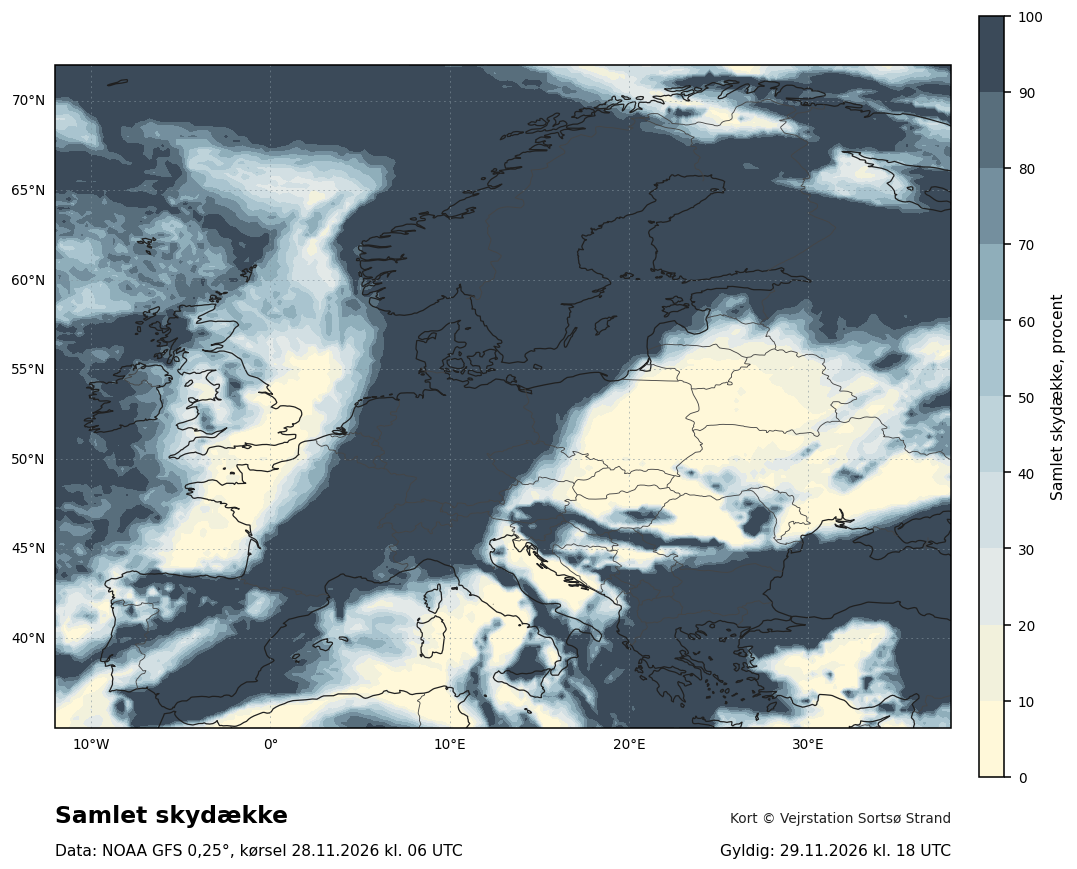 100
90
80
70
60
50
40
30
20
10
0
Samlet skydække, procent
70°N
65°N
60°N
55°N
50°N
45°N
40°N
10°W
0°
10°E
20°E
30°E
Samlet skydække
Kort © Vejrstation Sortsø Strand
Data: NOAA GFS 0,25°, kørsel 28.11.2026 kl. 06 UTC
Gyldig: 29.11.2026 kl. 18 UTC